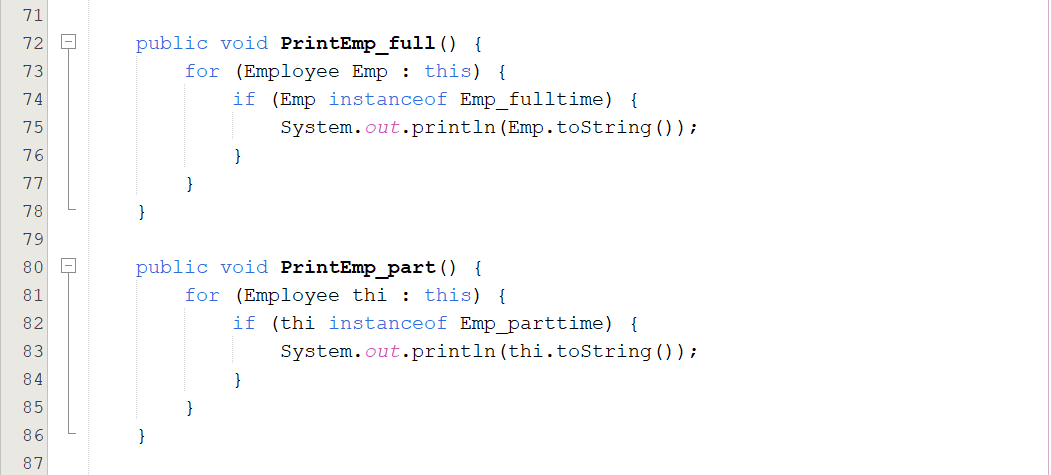 71
72 public void PrintEmp_full() {
73 for (Employee Emp : this) {
74 if (Emp instanceof Emp_fulltime) {
75 System.out.println(Emp.toString());
76 }
77 }
78 }
79
80 public void PrintEmp_part() {
81 for (Employee thi : this) {
82 if (thi instanceof Emp_parttime) {
83 System.out.println(thi.toString());
84 }
85 }
86 }
87